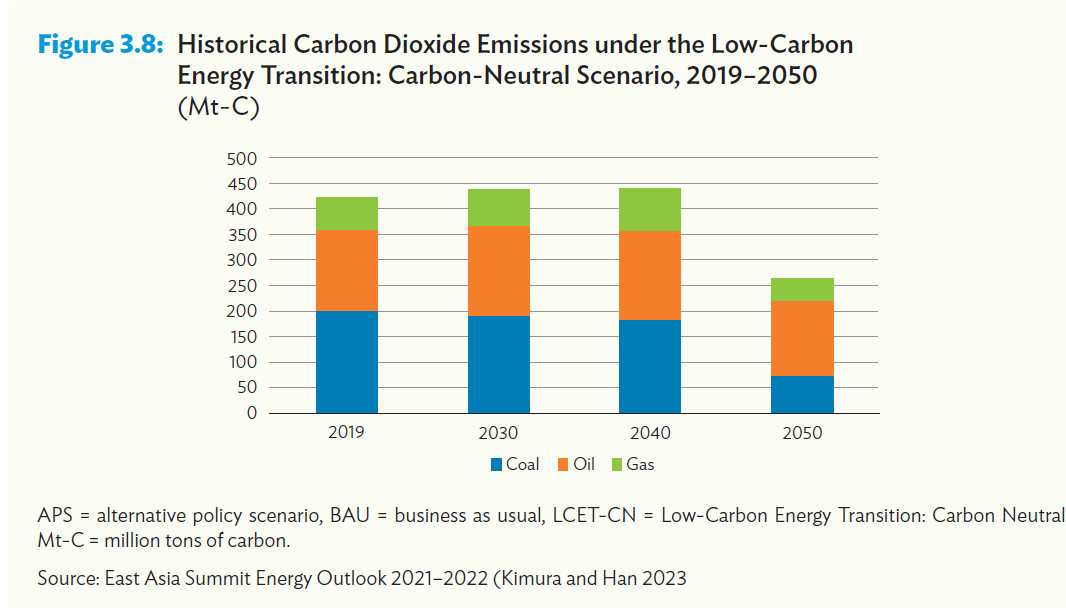 Figure 3.8: Historical Carbon Dioxide Emissions under the Low-Carbon
Energy Transition: Carbon-Neutral Scenario, 2019–2050
(Mt-C)
500
450
400
350
300
250
200
150
100
50
0
2019 2030 2040 2050
Coal Oil Gas
APS = alternative policy scenario, BAU = business as usual, LCET-CN = Low-Carbon Energy Transition: Carbon Neutral
Mt-C = million tons of carbon.
Source: East Asia Summit Energy Outlook 2021–2022 (Kimura and Han 2023